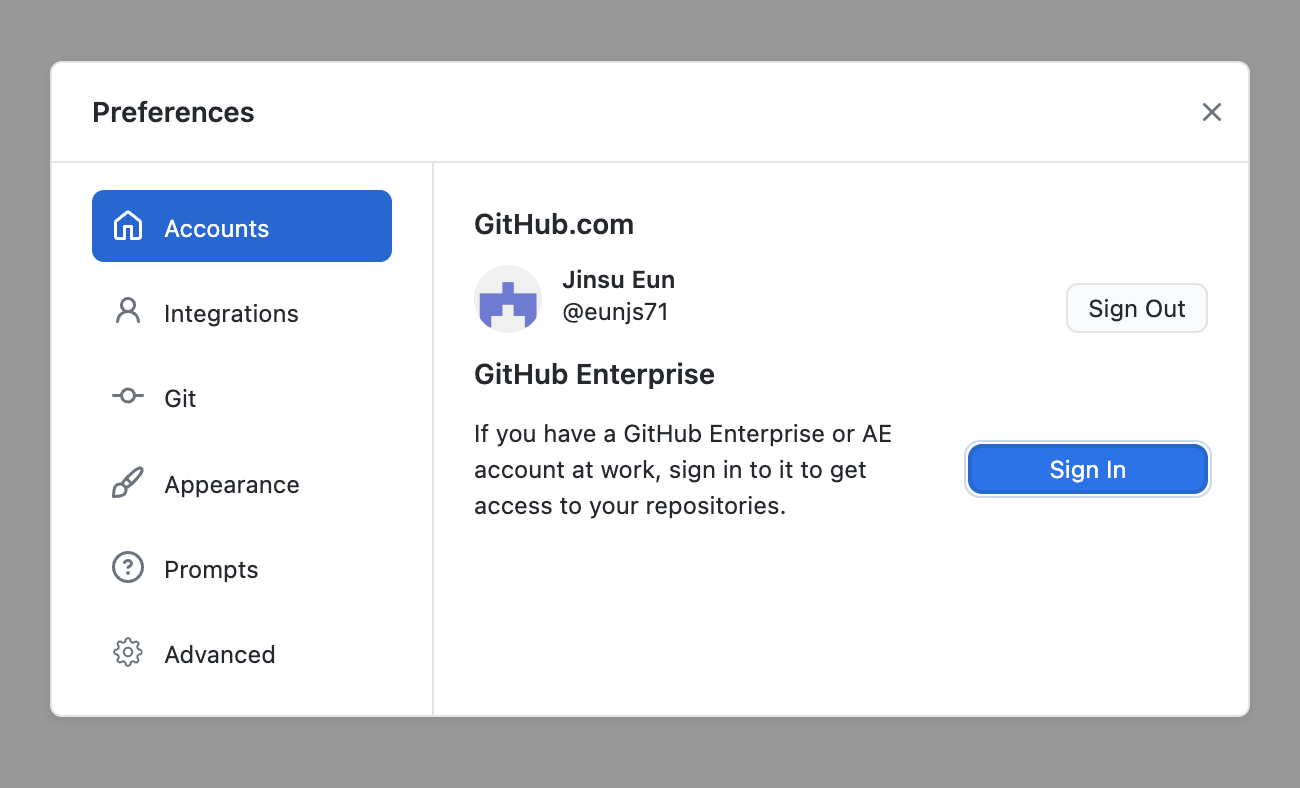 Preferences
Accounts
Integrations
Git
Appearance
Prompts
Advanced
GitHub.com
Jinsu Eun
@eunjs71
Sign Out
GitHub Enterprise
If you have a GitHub Enterprise or AE
account at work, sign in to it to get
access to your repositories.
Sign In